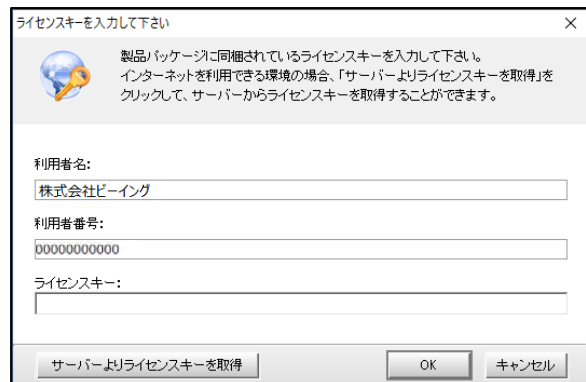 ライセンスキーを入力して下さい
製品パッケージに同梱されているライセンスキーを入力して下さい。
インターネットを利用できる環境の場合、「サーバーよりライセンスキーを取得」を
クリックして、サーバーからライセンスキーを取得することができます。
利用者名:
株式会社ビーイング
利用者番号:
00000000000
ライセンスキー:
サーバーよりライセンスキーを取得
OK
キャンセル